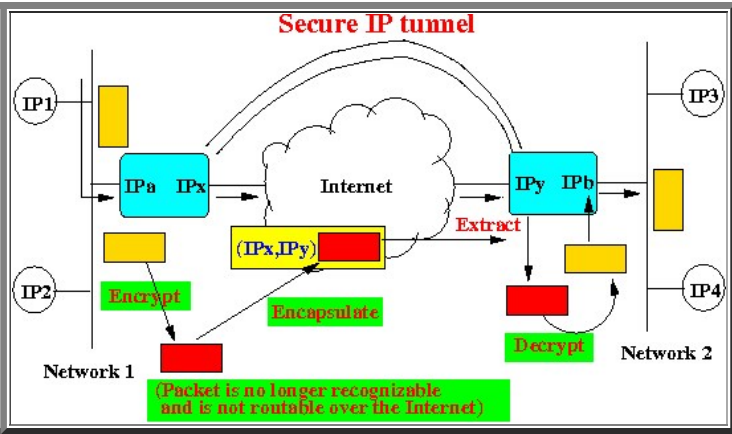 Secure IP tunnel
IP1
IP3
IPa IPx
Internet
IPy IPb
(IPx,IPy)
Extract
IP2
Encrypt
Encapsulate
IP4
Decrypt
Network 1
Network 2
(Packet is no longer recognizable
and is not routable over the Internet)